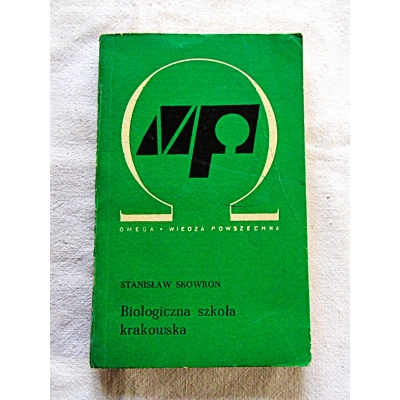 OMEGA • WIEDZA POWSZECHNA
STANISŁAW SKOWRON
Biologiczna szkoła
krakowska